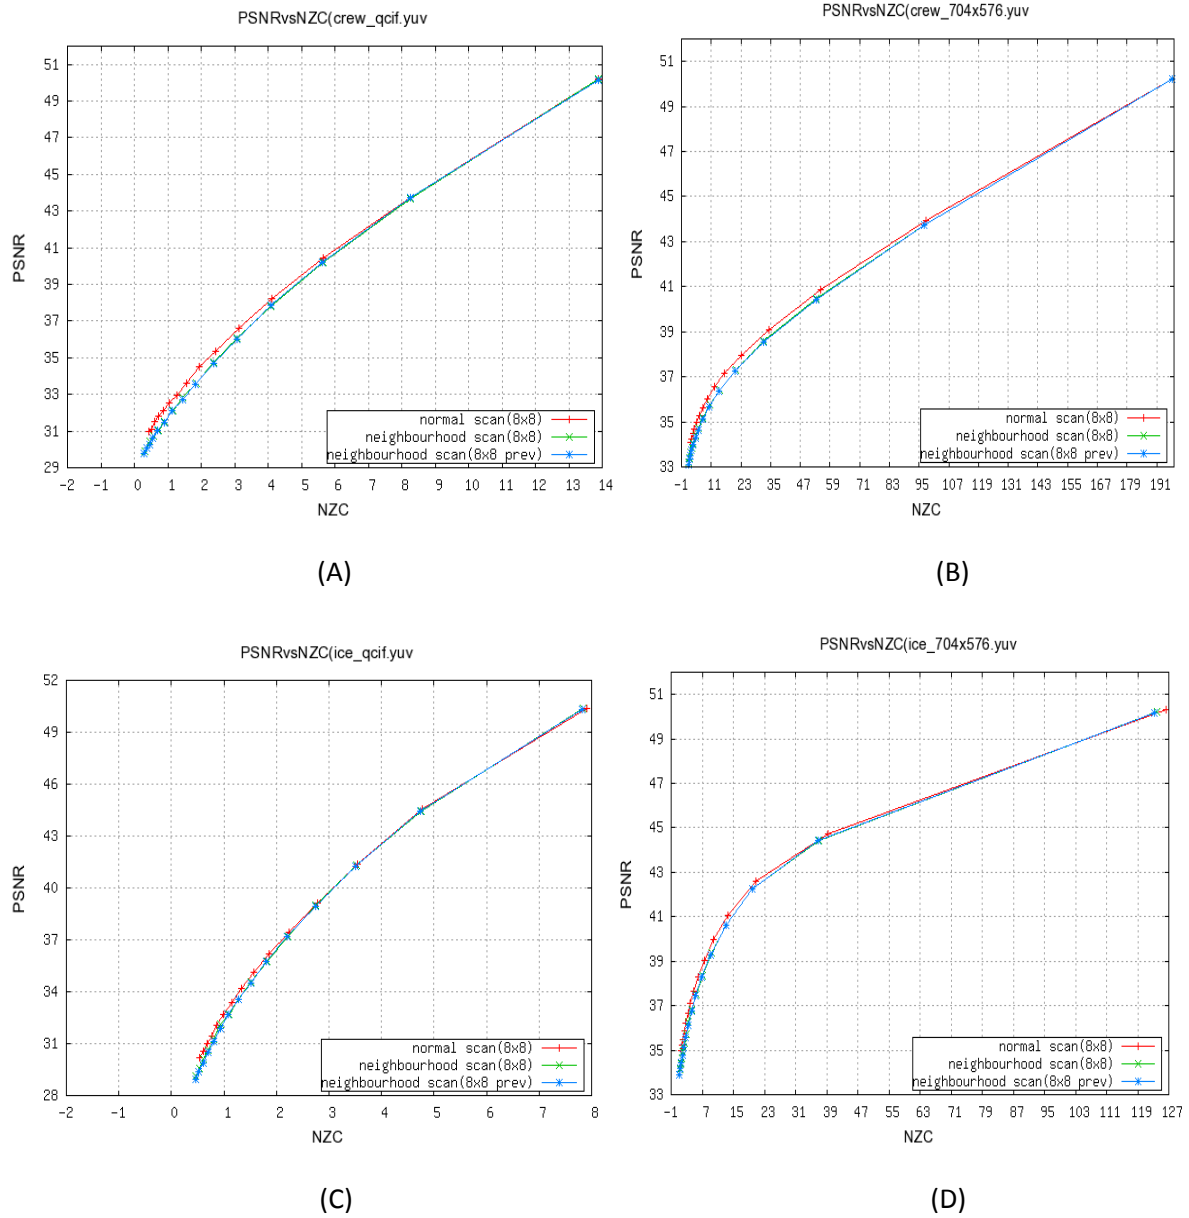 PSNRvsNZC(crew_qcif.yuv
51
49
47
45
43
41
39
37
35
33
31
29
PSNR
normal scan(8x8)
neighbourhood scan(8x8)
neighbourhood scan(8x8 prev)
-2 -1 0 1 2 3 4 5 6 7 8 9 10 11 12 13 14
NZC
(A)
PSNRvsNZC(crew_704x576.yuv
51
49
47
45
43
41
39
37
35
33
PSNR
normal scan(8x8)
neighbourhood scan(8x8)
neighbourhood scan(8x8 prev)
-1 11 23 35 47 59 71 83 95 107 119 131 143 155 167 179 191
NZC
(B)
PSNRvsNZC(ice_qcif.yuv
52
49
46
43
40
37
34
31
28
PSNR
normal scan(8x8)
neighbourhood scan(8x8)
neighbourhood scan(8x8 prev)
-2 -1 0 1 2 3 4 5 6 7 8
NZC
(C)
PSNRvsNZC(ice_704x576.yuv
51
49
47
45
43
41
39
37
35
33
PSNR
normal scan(8x8)
neighbourhood scan(8x8)
neighbourhood scan(8x8 prev)
-1 7 15 23 31 39 47 55 63 71 79 87 95 103 111 119 127
NZC
(D)